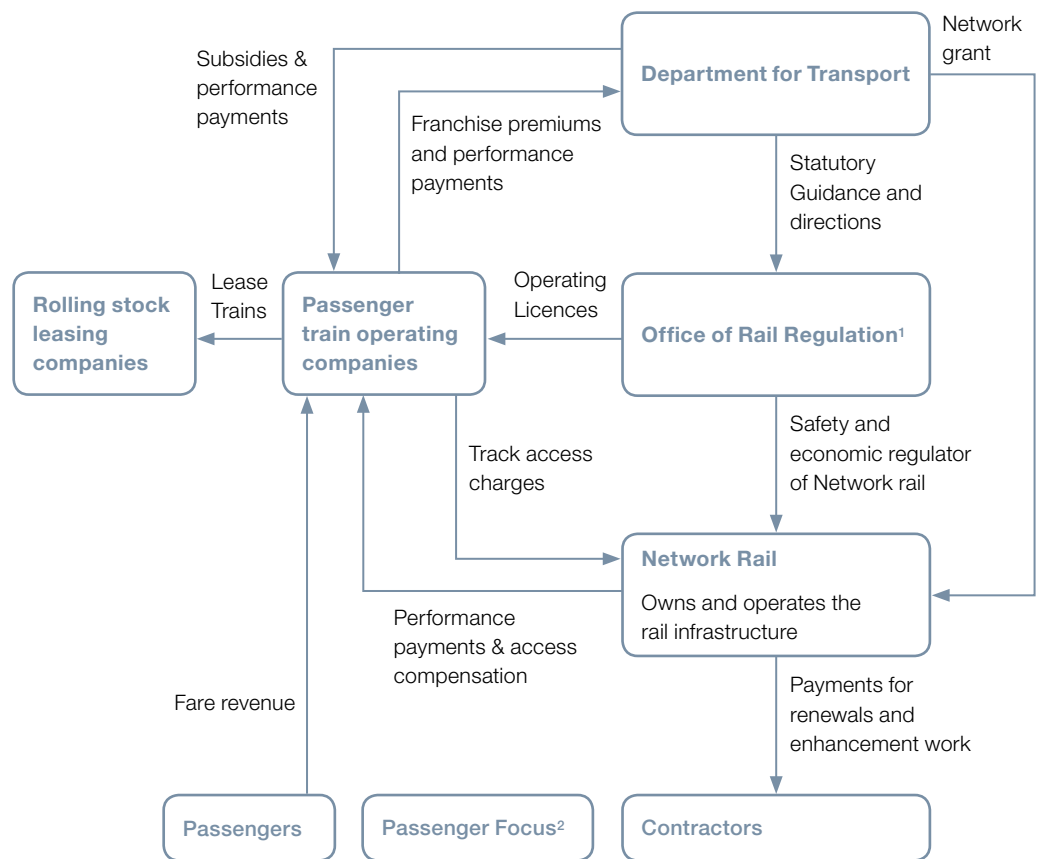 Network
grant
Department for Transport
Subsidies &
performance
payments
Franchise premiums
and performance
payments
Statutory
Guidance and
directions
Rolling stock
leasing
companies
Lease
Trains
Passenger
train operating
companies
Operating
Licences
Office of Rail Regulation¹
Track access
charges
Safety and
economic regulator
of Network rail
Network Rail
Owns and operates the
rail infrastructure
Performance
payments & access
compensation
Fare revenue
Payments for
renewals and
enhancement work
Passengers
Passenger Focus²
Contractors